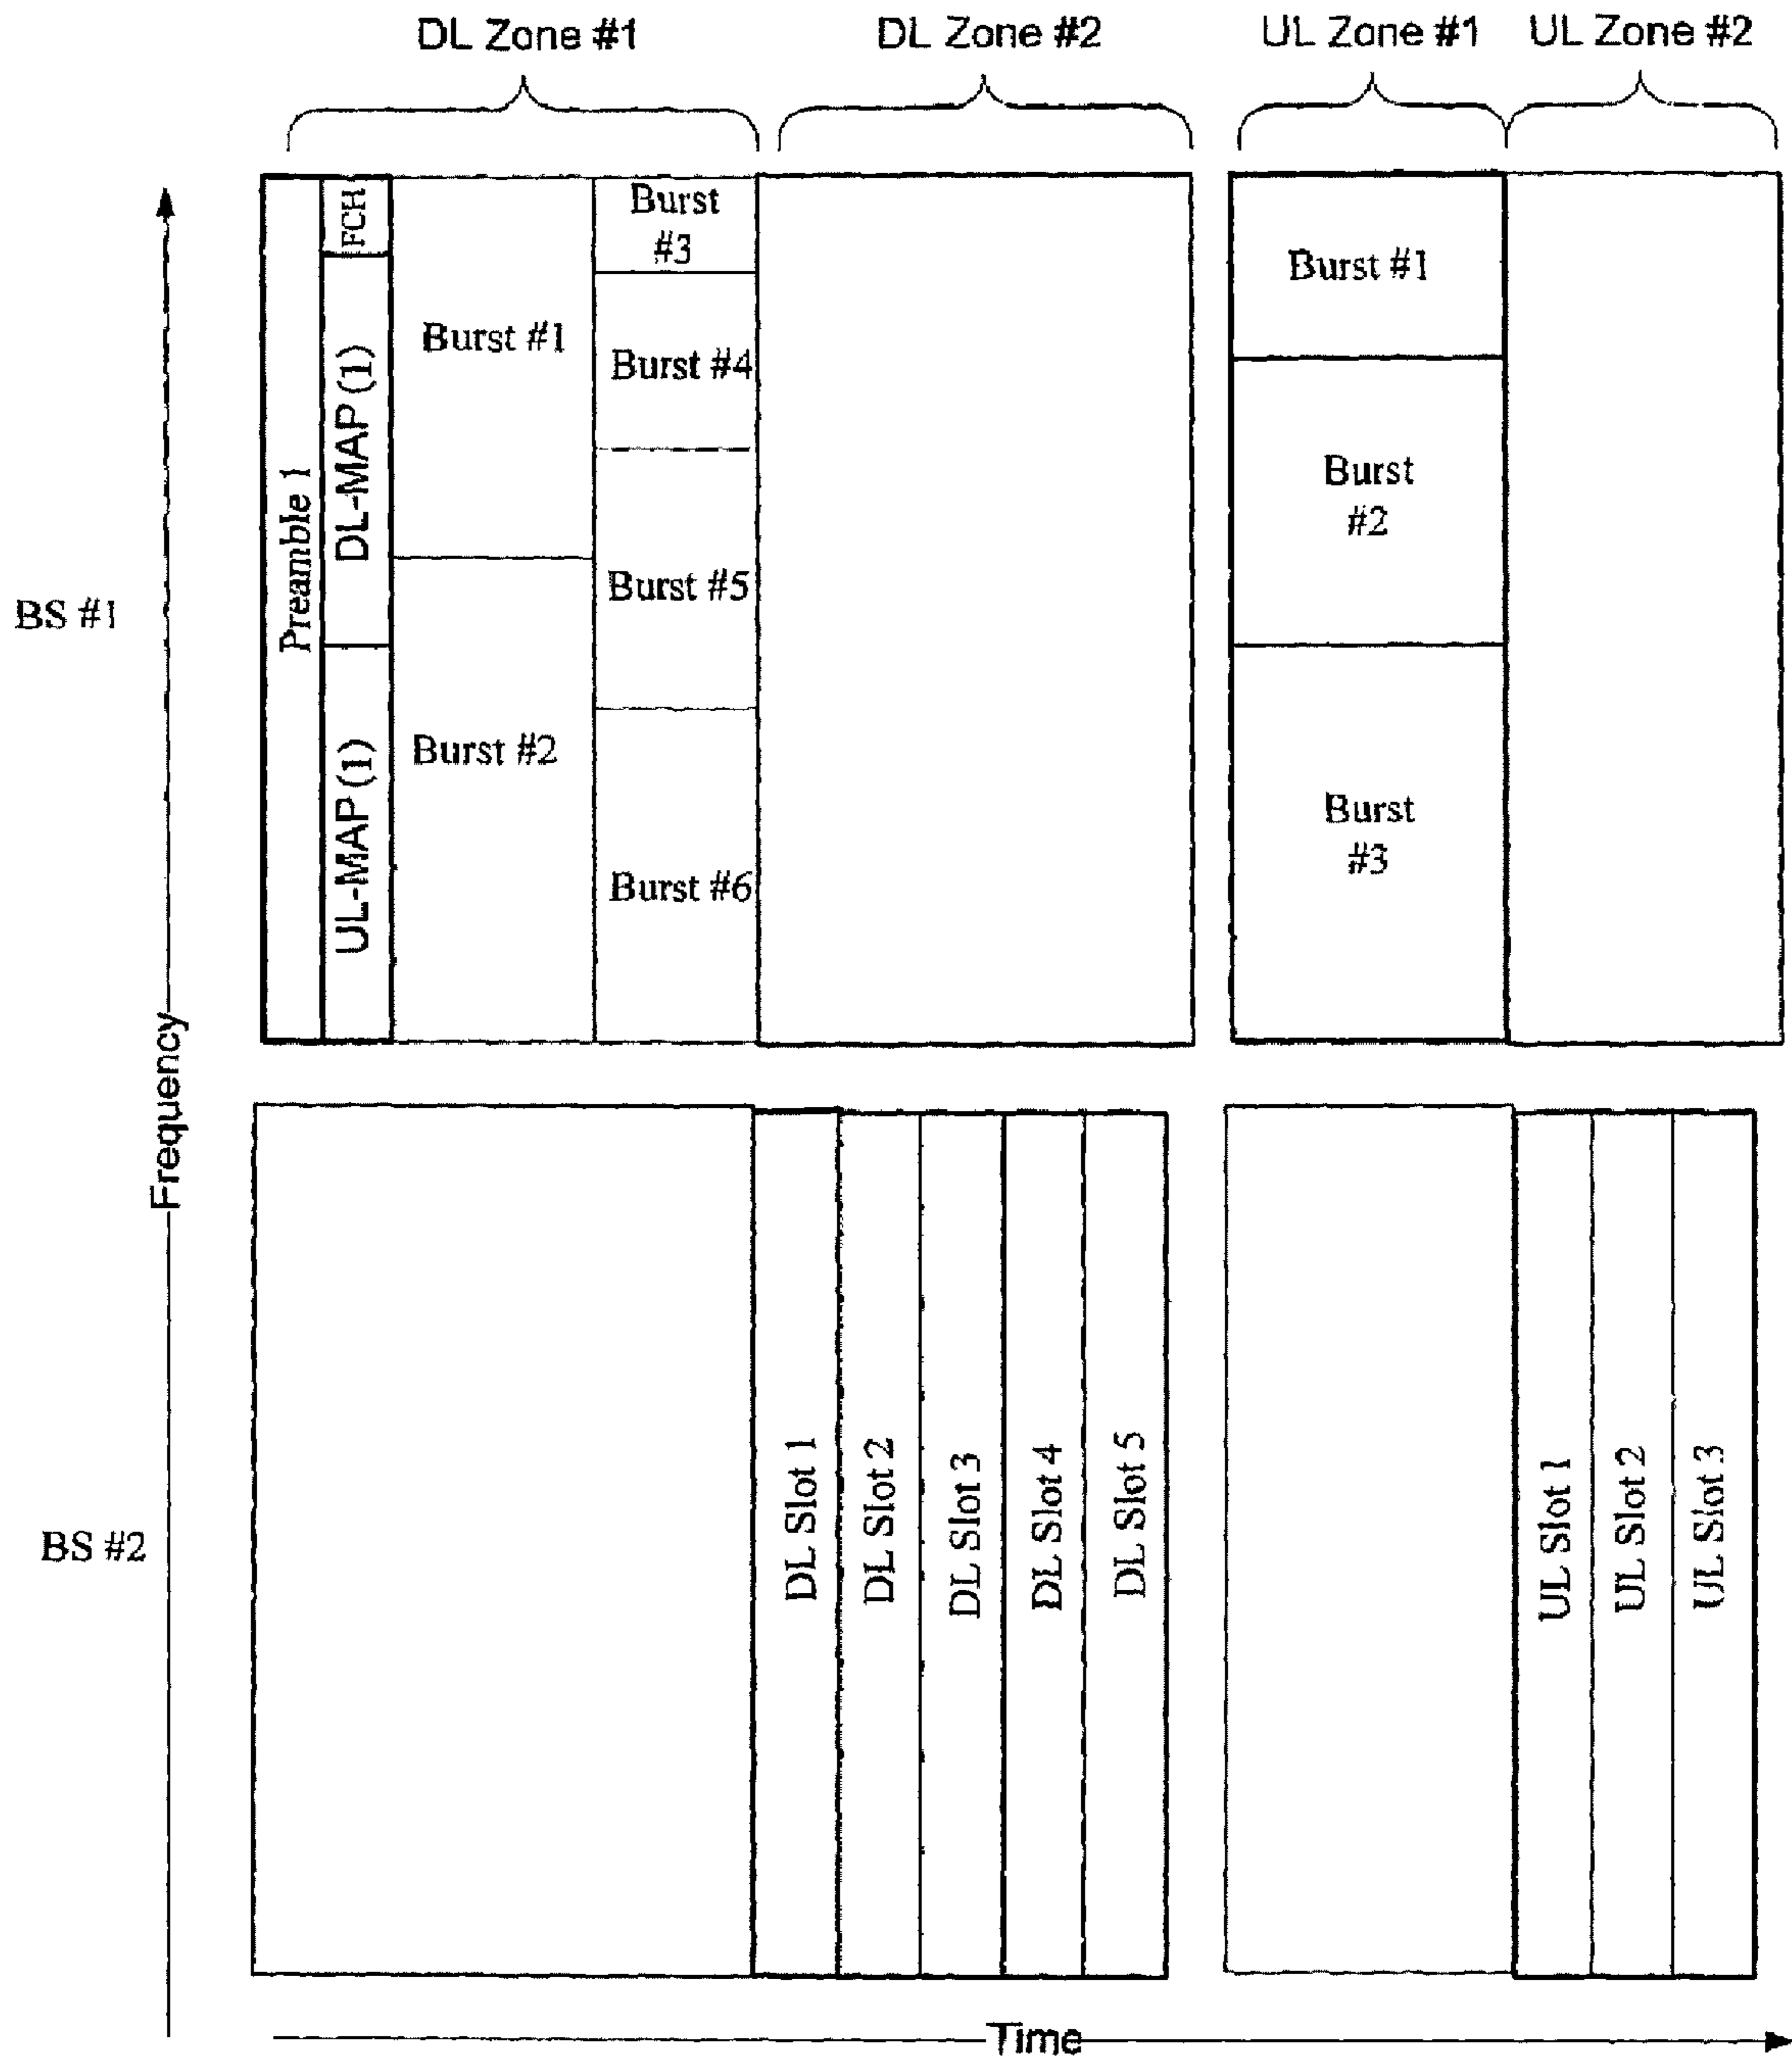 DL Zone #1
DL Zone #2
UL Zone #1
UL Zone #2
BS #1
Preamble 1
FCH
DL-MAP (1)
UL-MAP (1)
Burst #1
Burst #2
Burst
#3
Burst #4
Burst #5
Burst #6
Burst #1
Burst
#2
Burst
#3
Frequency
BS #2
DL Slot 1
DL Slot 2
DL Slot 3
DL Slot 4
DL Slot 5
UL Slot 1
UL Slot 2
UL Slot 3
Time